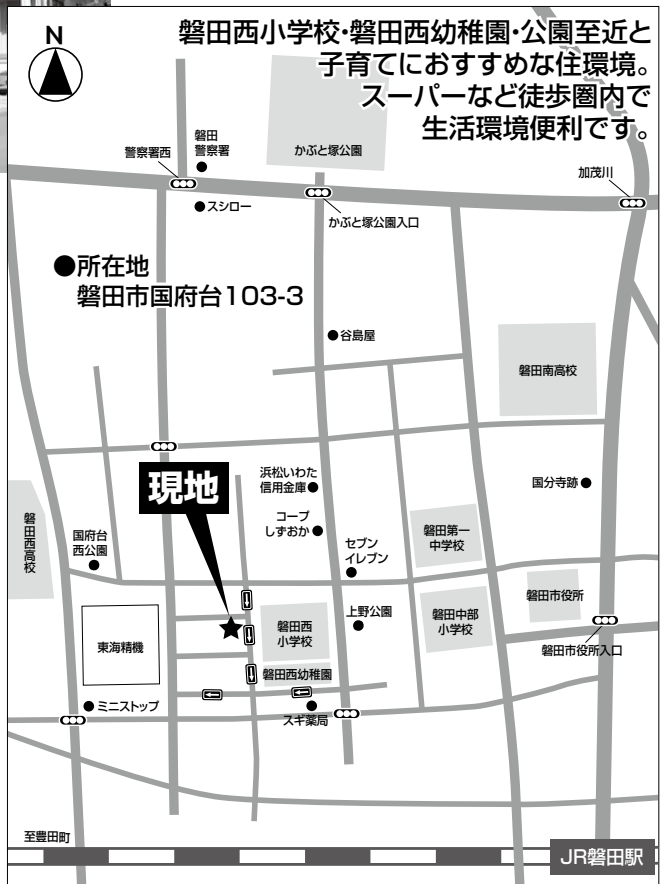 磐田西小学校・磐田西幼稚園・公園至近と
子育てにおすすめな住環境。
スーパーなど徒歩圏内で
生活環境便利です。
N
磐田
警察署
警察署西
かぶと塚公園
加茂川
●スシロー
かぶと塚公園入口
●所在地
磐田市国府台103-3
●谷島屋
磐田南高校
現地
浜松いわた
信用金庫●
国分寺跡●
コープ
しずおか●
磐田西高校
国府台
西公園
セブン
イレブン
磐田第一
中学校
磐田市役所
上野公園
磐田中部
小学校
磐田西
小学校
東海精機
磐田市役所入口
磐田西幼稚園
●ミニストップ
スギ薬局
至豊田町
JR磐田駅